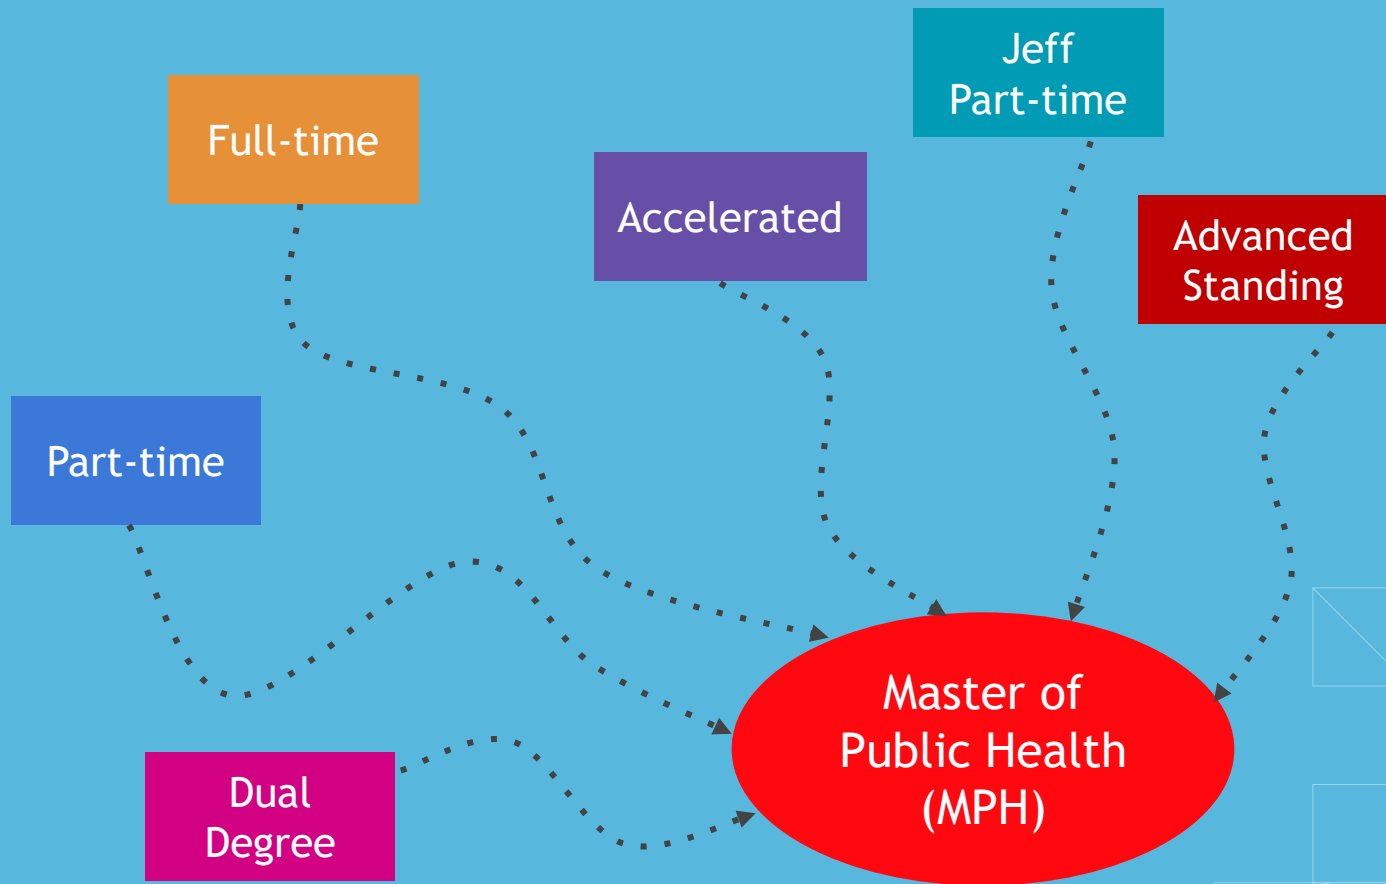 Jeff
Part-time
Full-time
Accelerated
Advanced
Standing
Part-time
Master of
Public Health
(MPH)
Dual
Degree